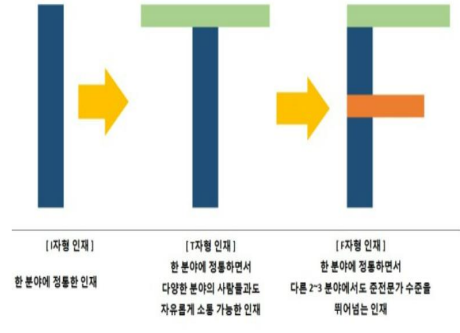 [ I자형 인재 ]
한 분야에 정통한 인재
[ T자형 인재 ]
한 분야에 정통하면서
다양한 분야의 사람들과도
자유롭게 소통 가능한 인재
[ F자형 인재 ]
한 분야에 정통하면서
다른 2~3 분야에서도 준전문가 수준을
뛰어넘는 인재